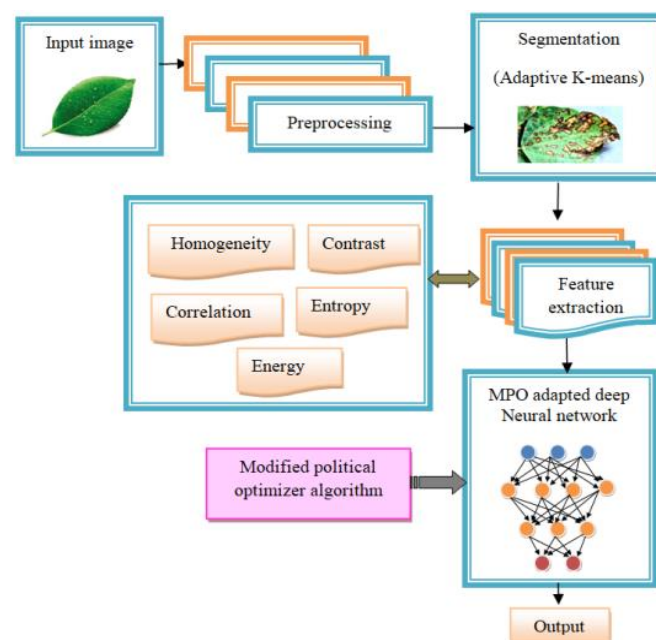 Input image
Preprocessing
Segmentation
(Adaptive K-means)
Homogeneity
Contrast
Correlation
Entropy
Energy
Feature
extraction
MPO adapted deep
Neural network
Modified political
optimizer algorithm
Output